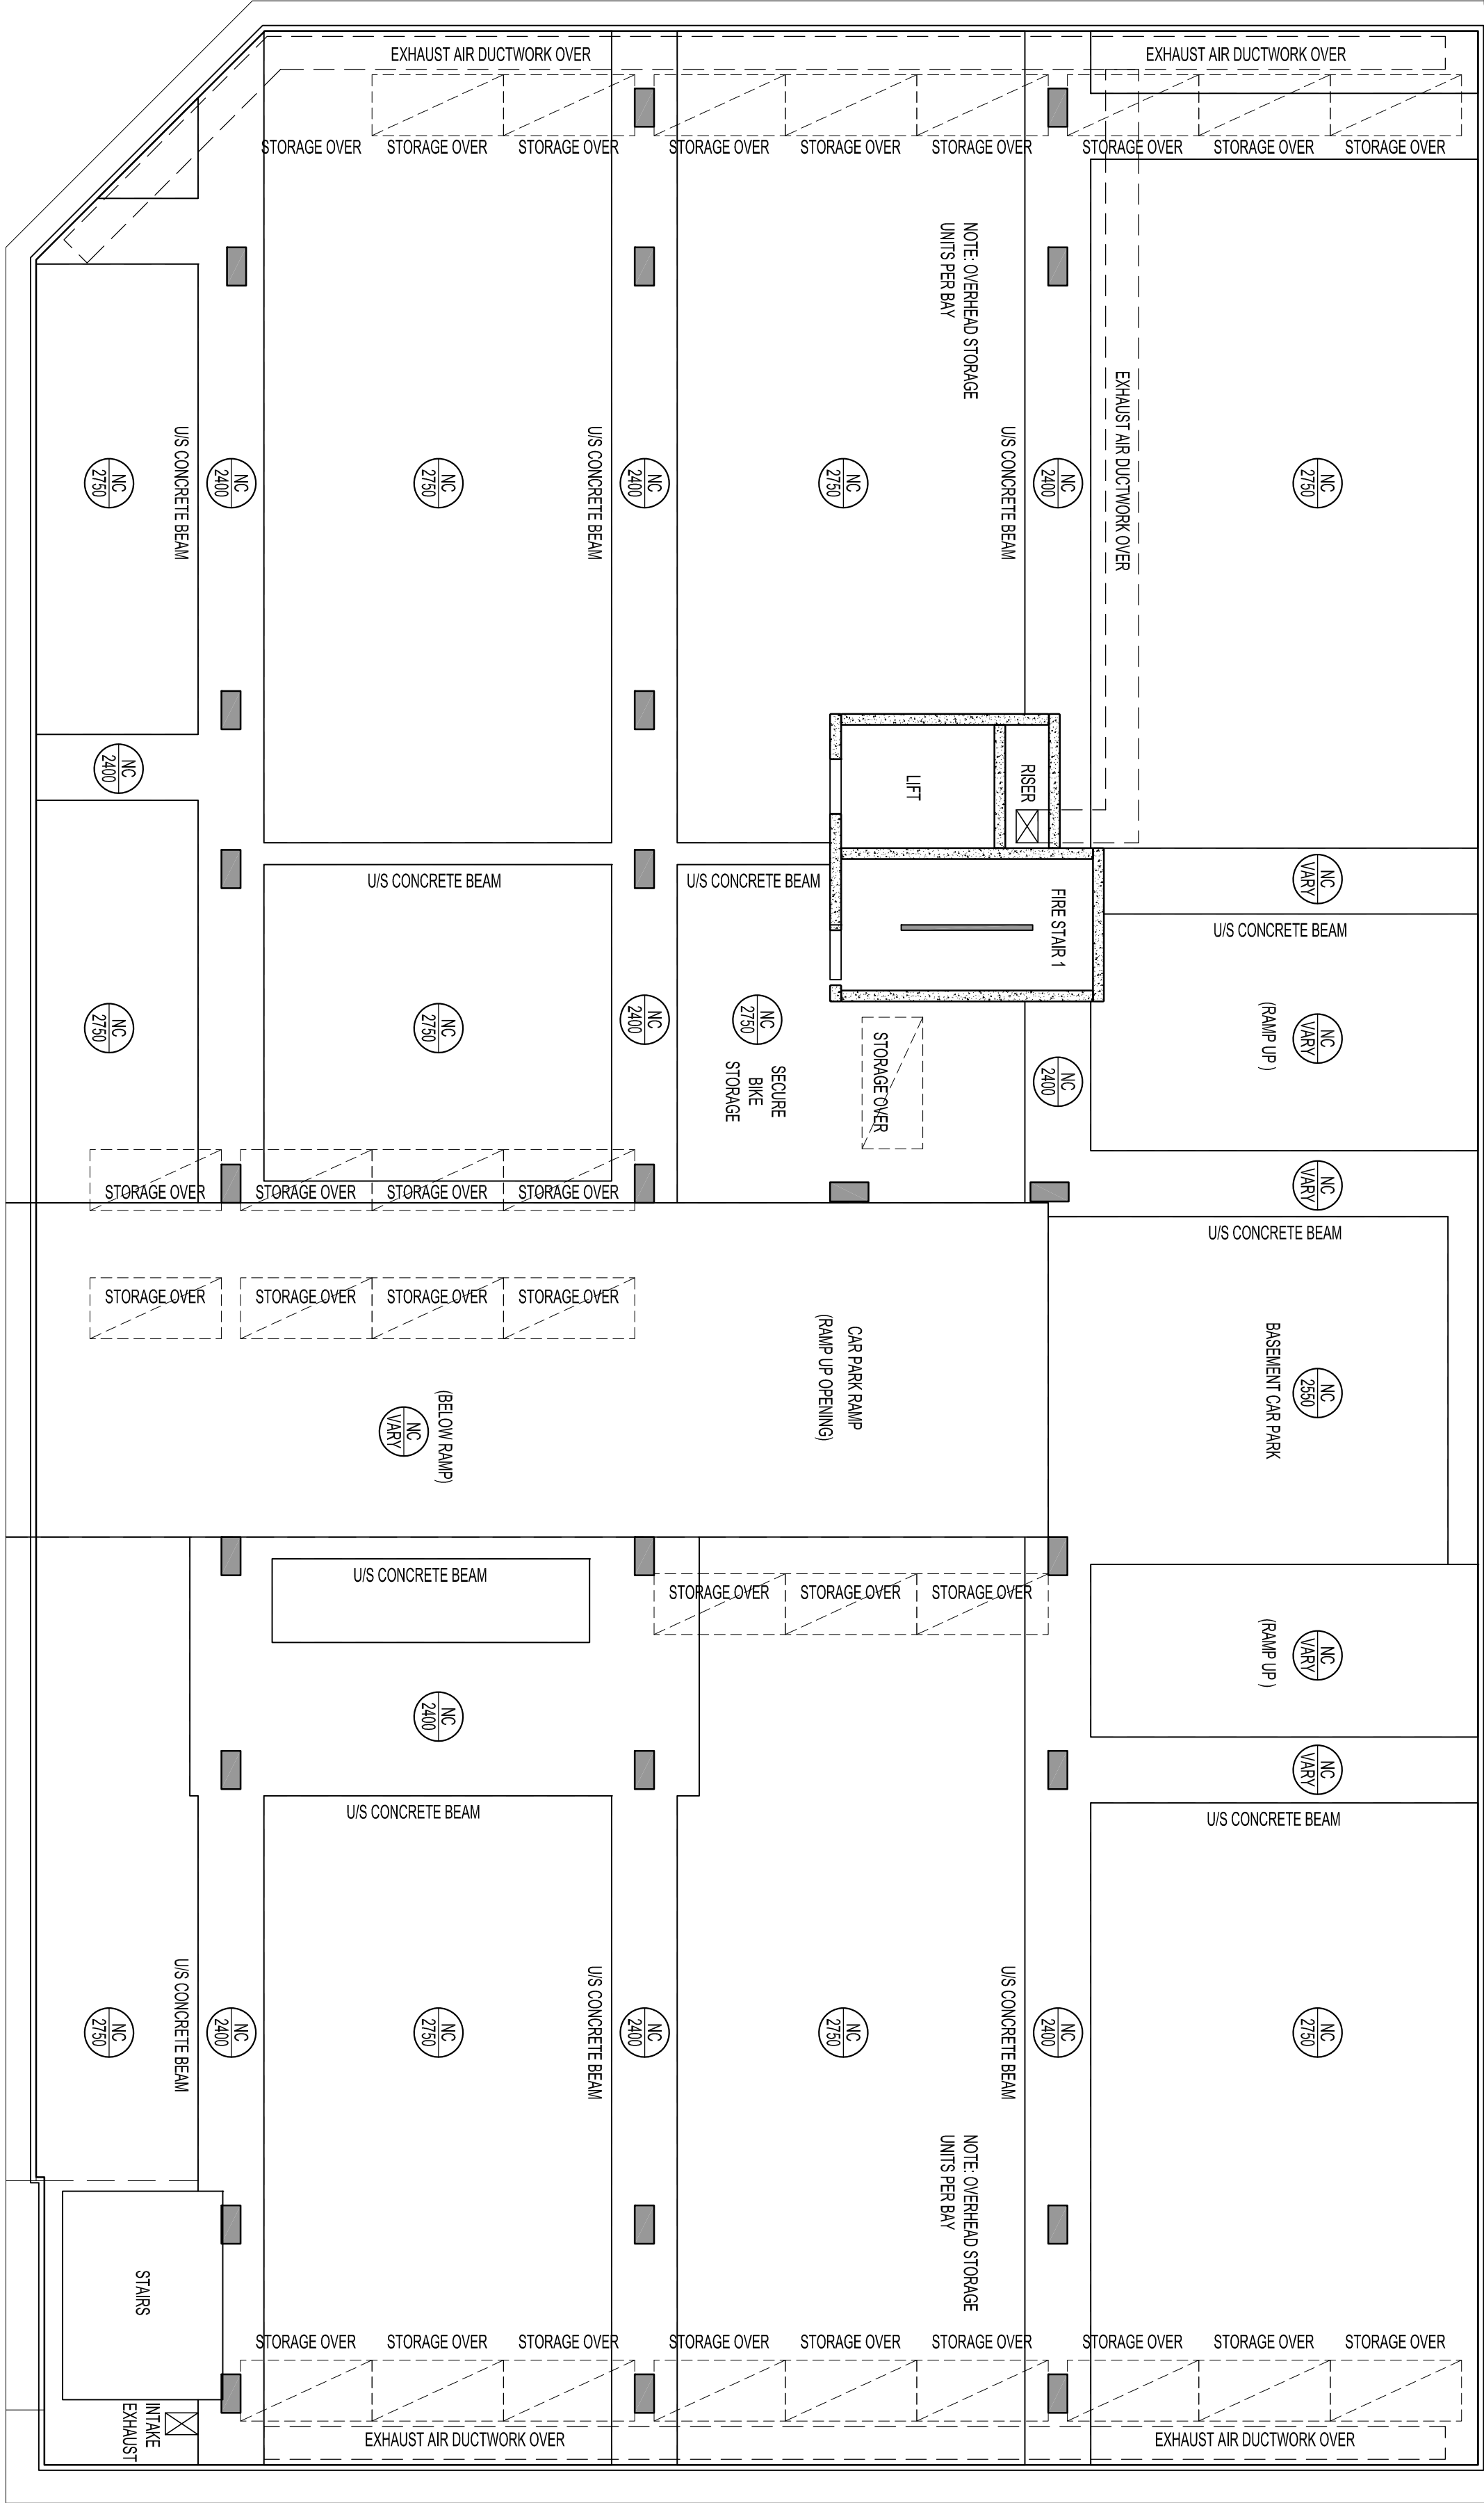 EXHAUST AIR DUCTWORK OVER
EXHAUST AIR DUCTWORK OVER
STORAGE OVER
STORAGE OVER
STORAGE OVER
STORAGE OVER
STORAGE OVER
STORAGE OVER
STORAGE OVER
STORAGE OVER
STORAGE OVER
NOTE: OVERHEAD STORAGE
UNITS PER BAY
EXHAUST AIR DUCTWORK OVER
U/S CONCRETE BEAM
U/S CONCRETE BEAM
U/S CONCRETE BEAM
NC
2750
NC
2400
NC
2750
NC
2400
NC
2750
NC
2400
NC
2750
NC
2400
LIFT
RISER
U/S CONCRETE BEAM
U/S CONCRETE BEAM
FIRE STAIR 1
NC
VARY
U/S CONCRETE BEAM
NC
2750
NC
2750
NC
2400
NC
2750
SECURE
BIKE
STORAGE
STORAGE OVER
NC
2400
NC
VARY
(RAMP UP )
STORAGE OVER
STORAGE OVER
STORAGE OVER
STORAGE OVER
NC
VARY
U/S CONCRETE BEAM
STORAGE OVER
STORAGE OVER
STORAGE OVER
STORAGE OVER
CAR PARK RAMP
(RAMP UP OPENING)
BASEMENT CAR PARK
NC
2550
(BELOW RAMP)
NC
VARY
U/S CONCRETE BEAM
STORAGE OVER
STORAGE OVER
STORAGE OVER
NC
VARY
(RAMP UP )
NC
2400
NC
VARY
U/S CONCRETE BEAM
U/S CONCRETE BEAM
U/S CONCRETE BEAM
U/S CONCRETE BEAM
U/S CONCRETE BEAM
NC
2750
NC
2400
NC
2750
NC
2400
NC
2750
NC
2400
NC
2750
NOTE: OVERHEAD STORAGE
UNITS PER BAY
STAIRS
STORAGE OVER
STORAGE OVER
STORAGE OVER
STORAGE OVER
STORAGE OVER
STORAGE OVER
STORAGE OVER
STORAGE OVER
STORAGE OVER
INTAKE
EXHAUST
EXHAUST AIR DUCTWORK OVER
EXHAUST AIR DUCTWORK OVER